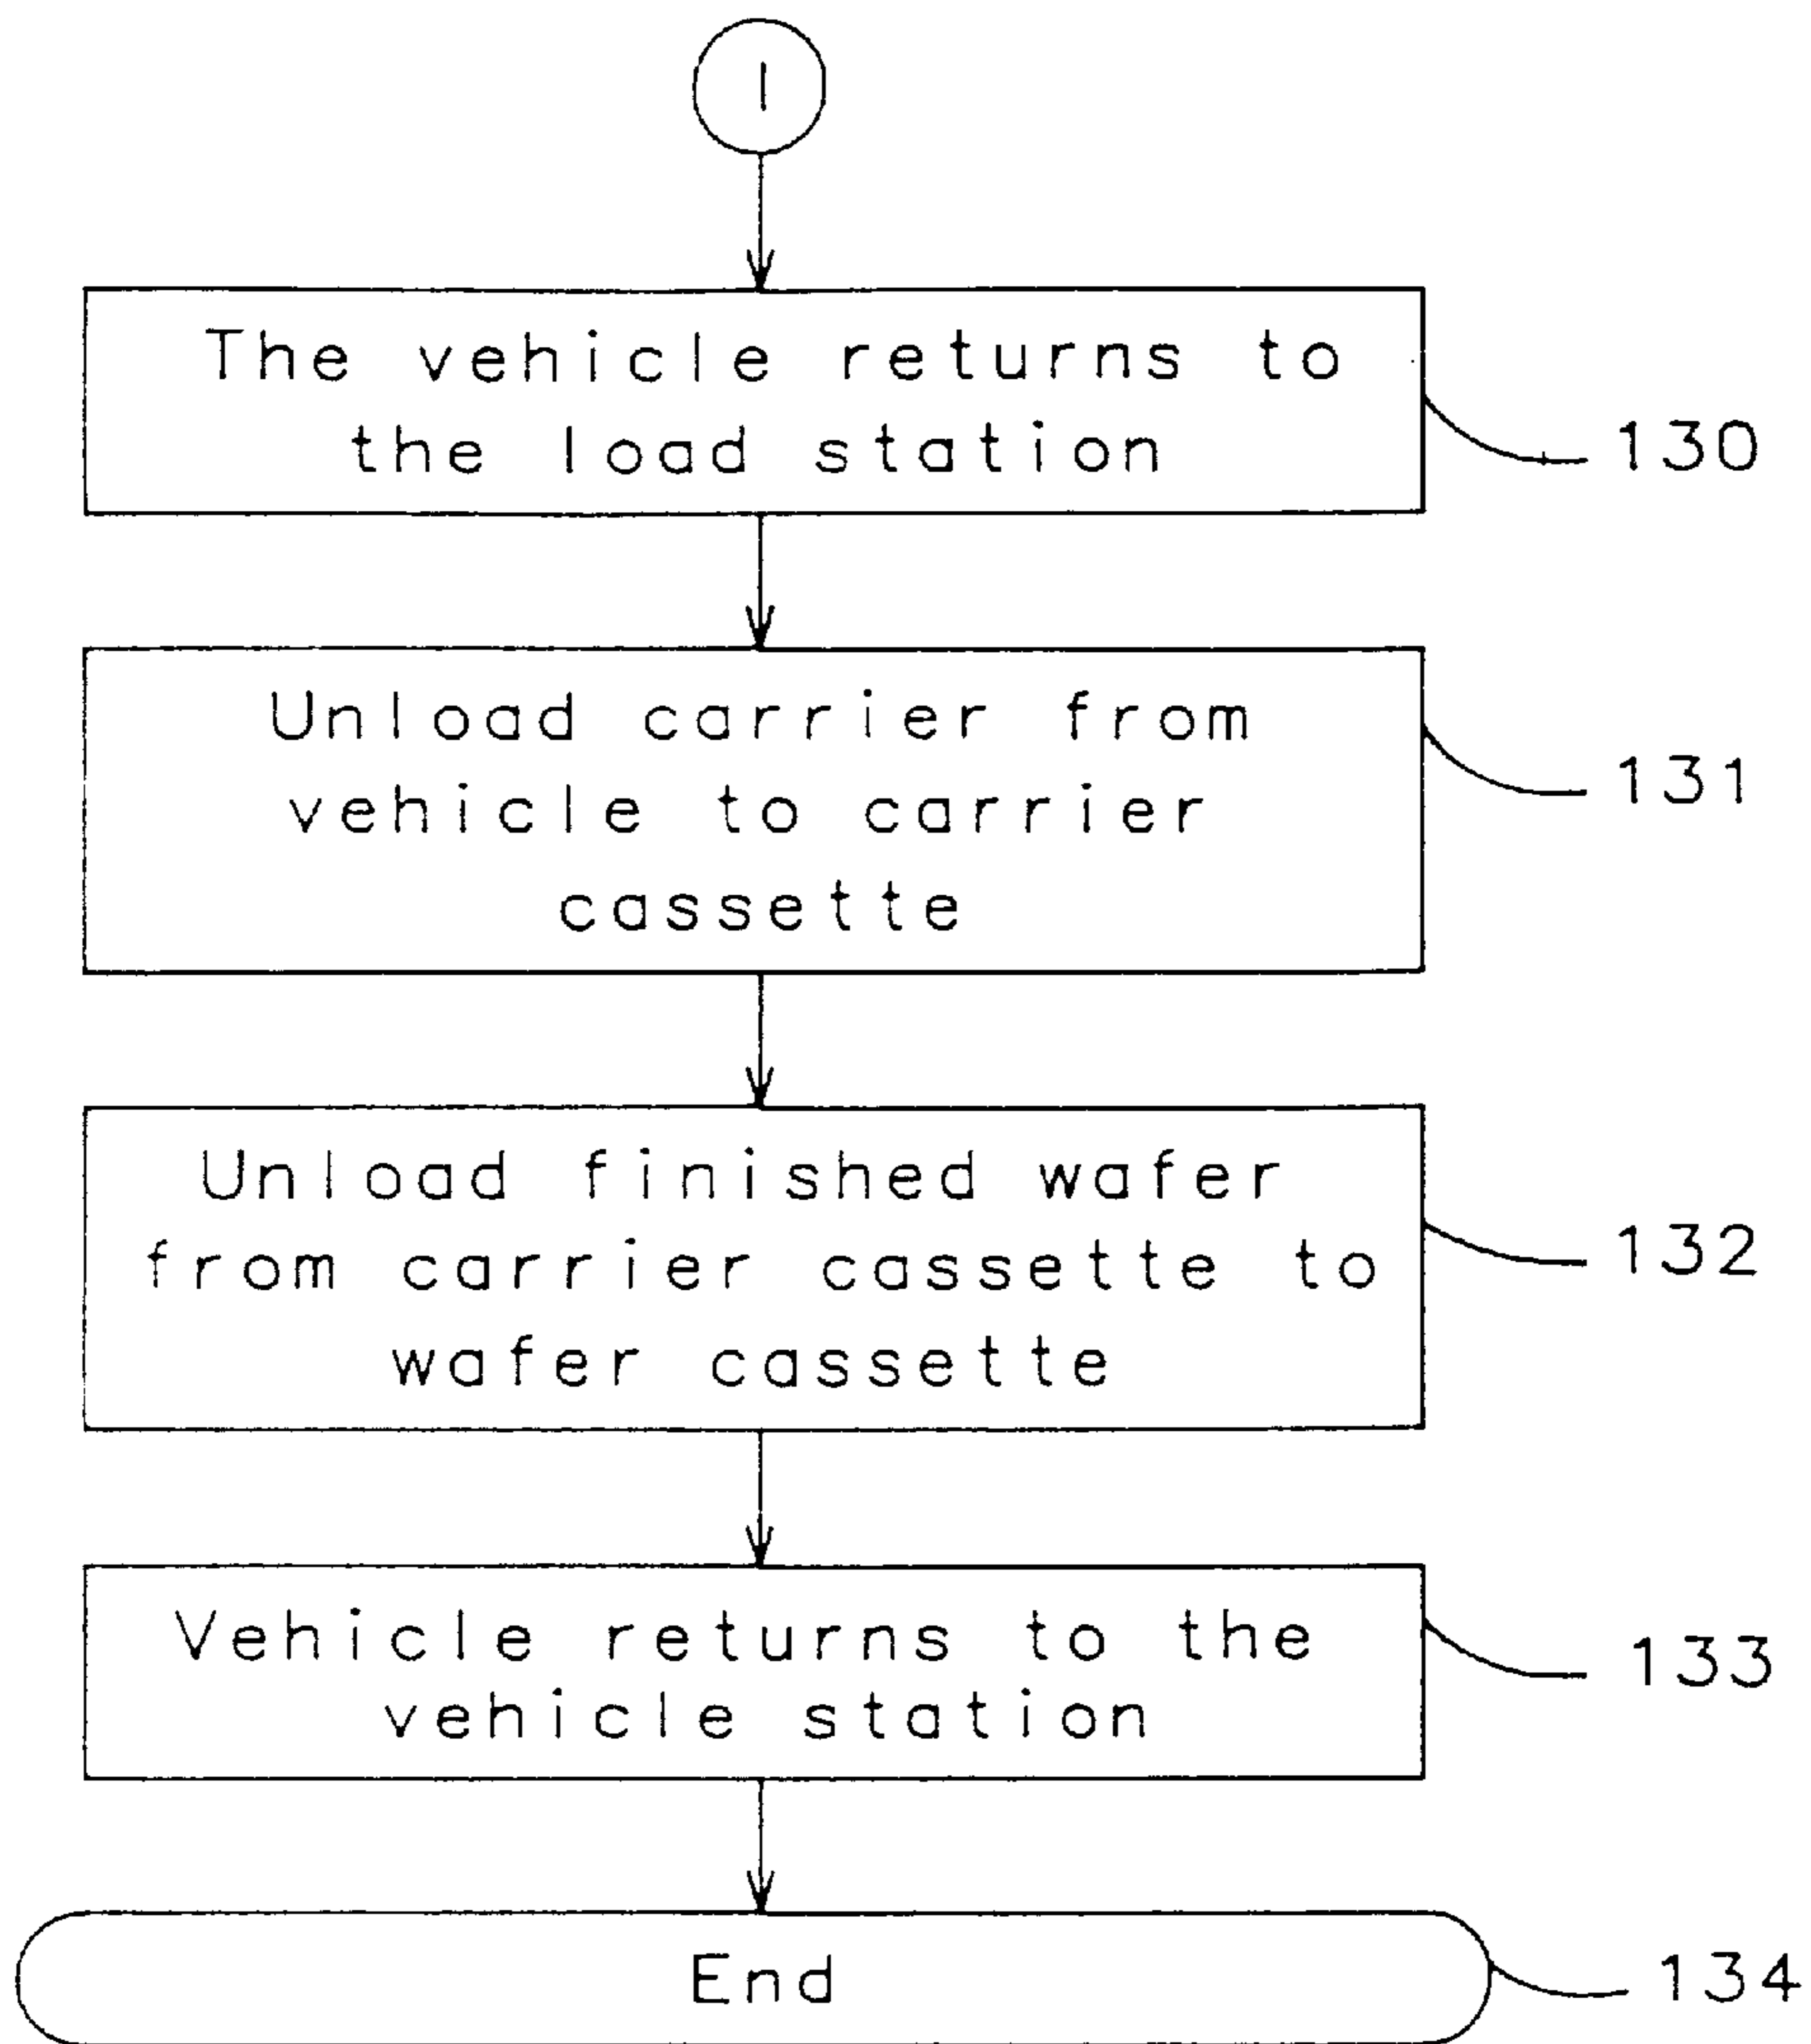 1
The vehicle returns to
the load station
130
Unload carrier from
vehicle to carrier
cassette
131
Unload finished wafer
from carrier cassette to
wafer cassette
132
Vehicle returns to the
vehicle station
133
End
134